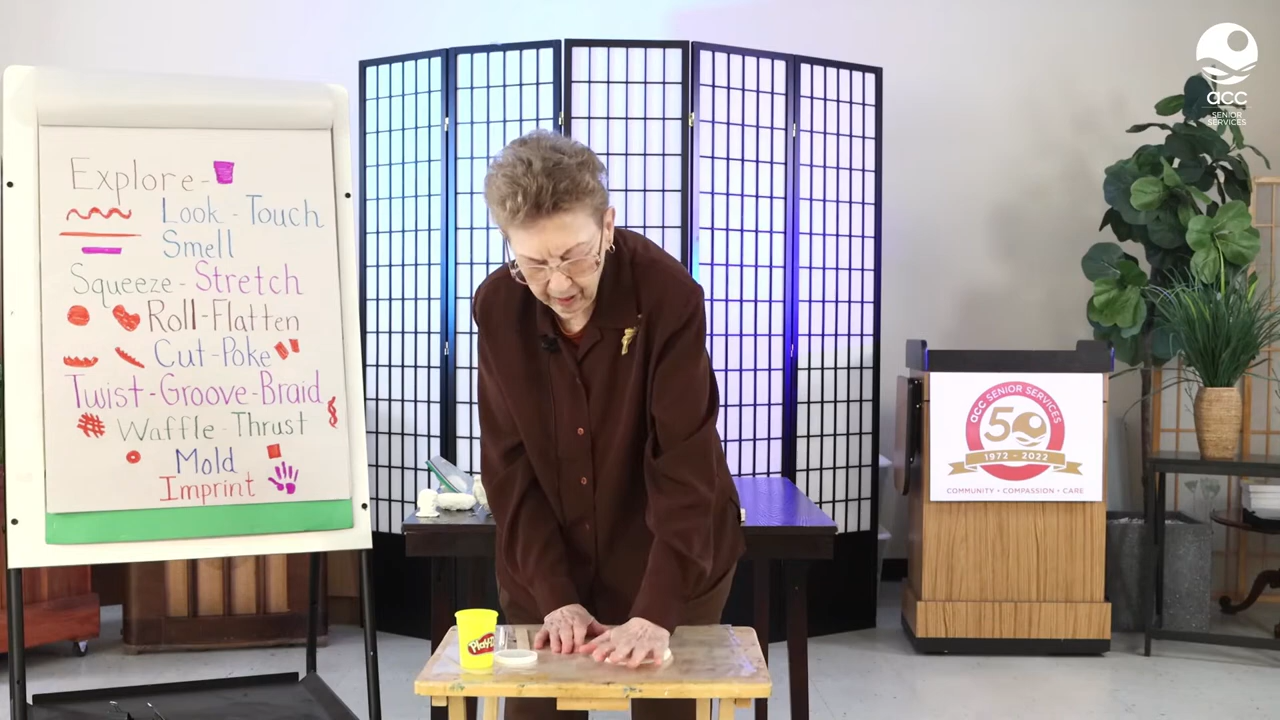 Explore-
Look - Touch
Smell
Squeeze - Stretch
Roll-Flatten
Cut-Poke
Twist-Groove-Braid
Waffle-Thrust
Mold
Imprint
Play-D
acc SENIOR SERVICES
50
1972 - 2022
COMMUNITY • COMPASSION • CARE
acc
SENIOR
SERVICES